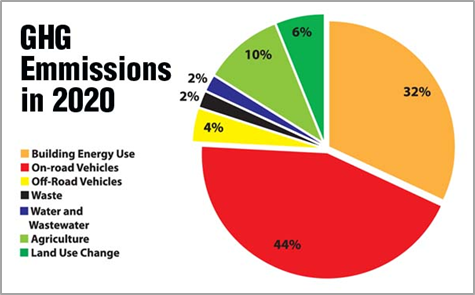 GHG
Emmissions
in 2020
6%
10%
32%
2%
2%
4%
44%
Building Energy Use
On-road Vehicles
Off-Road Vehicles
Waste
Water and
Wastewater
Agriculture
Land Use Change